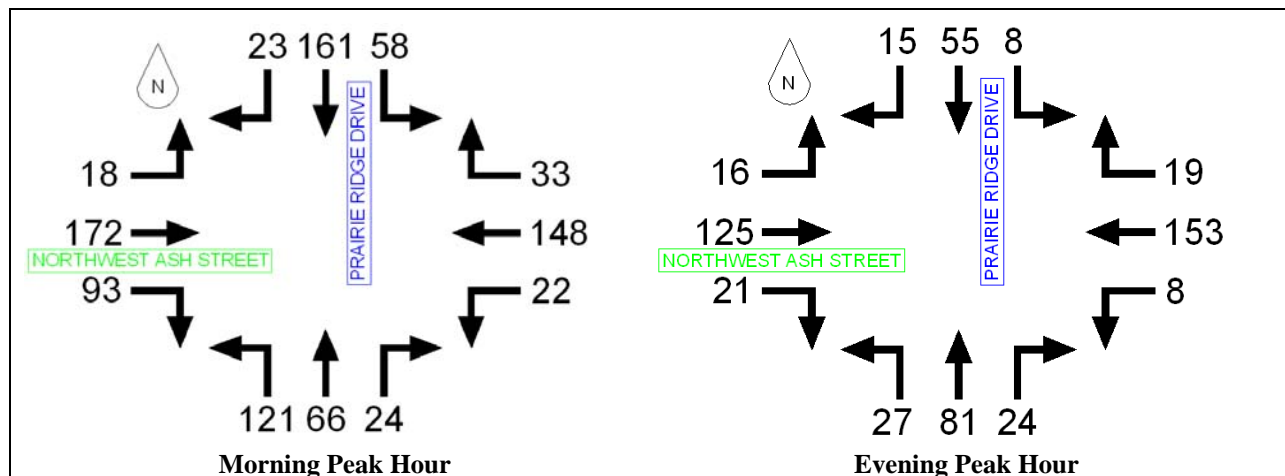 23 161 58
N
PRAIRIE RIDGE DRIVE
18
33
172
148
NORTHWEST ASH STREET
93
22
121 66 24
Morning Peak Hour
15 55 8
N
PRAIRIE RIDGE DRIVE
16
19
125
153
NORTHWEST ASH STREET
21
8
27 81 24
Evening Peak Hour